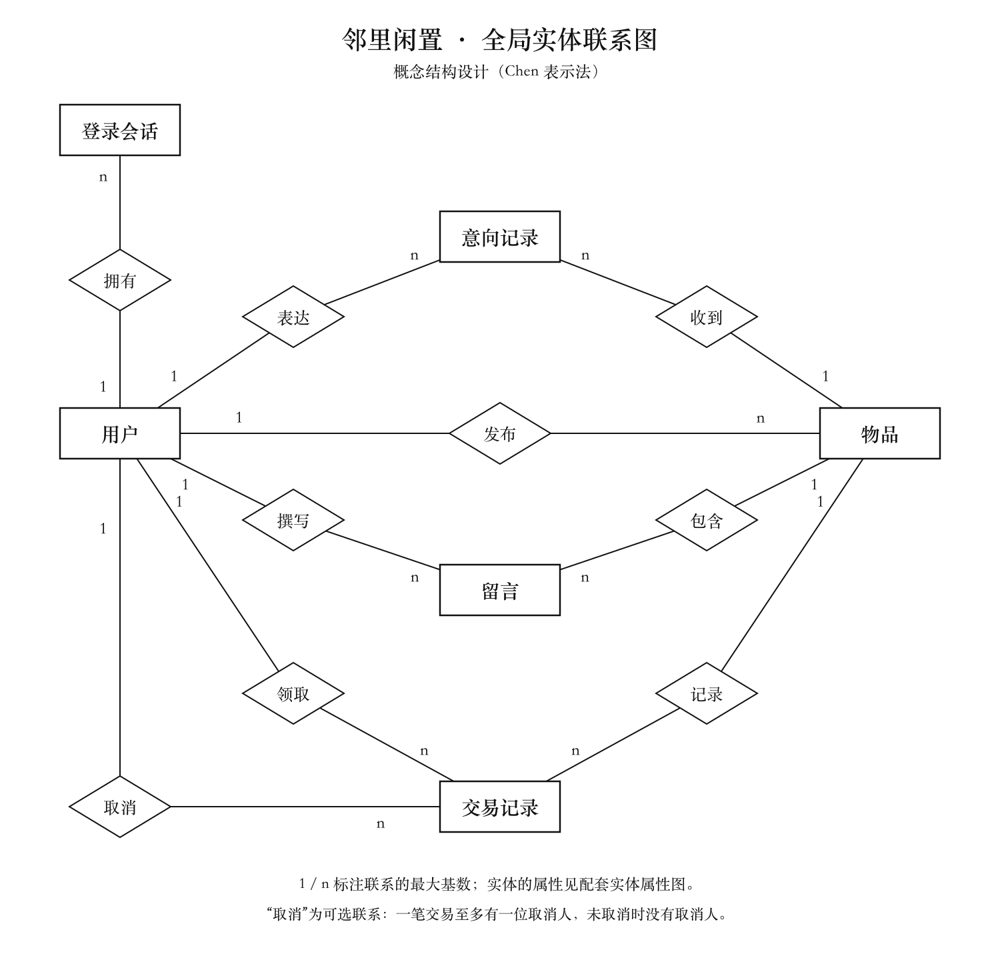 邻里闲置 · 全局实体联系图
概念结构设计（Chen 表示法）
登录会话
n
拥有
1
意向记录
n
n
表达
收到
1
1
用户
1
发布
n
物品
1
1
1
1
1
撰写
包含
n
n
留言
领取
记录
n
n
取消
n
交易记录
1 / n 标注联系的最大基数；实体的属性见配套实体属性图。
“取消”为可选联系：一笔交易至多有一位取消人，未取消时没有取消人。